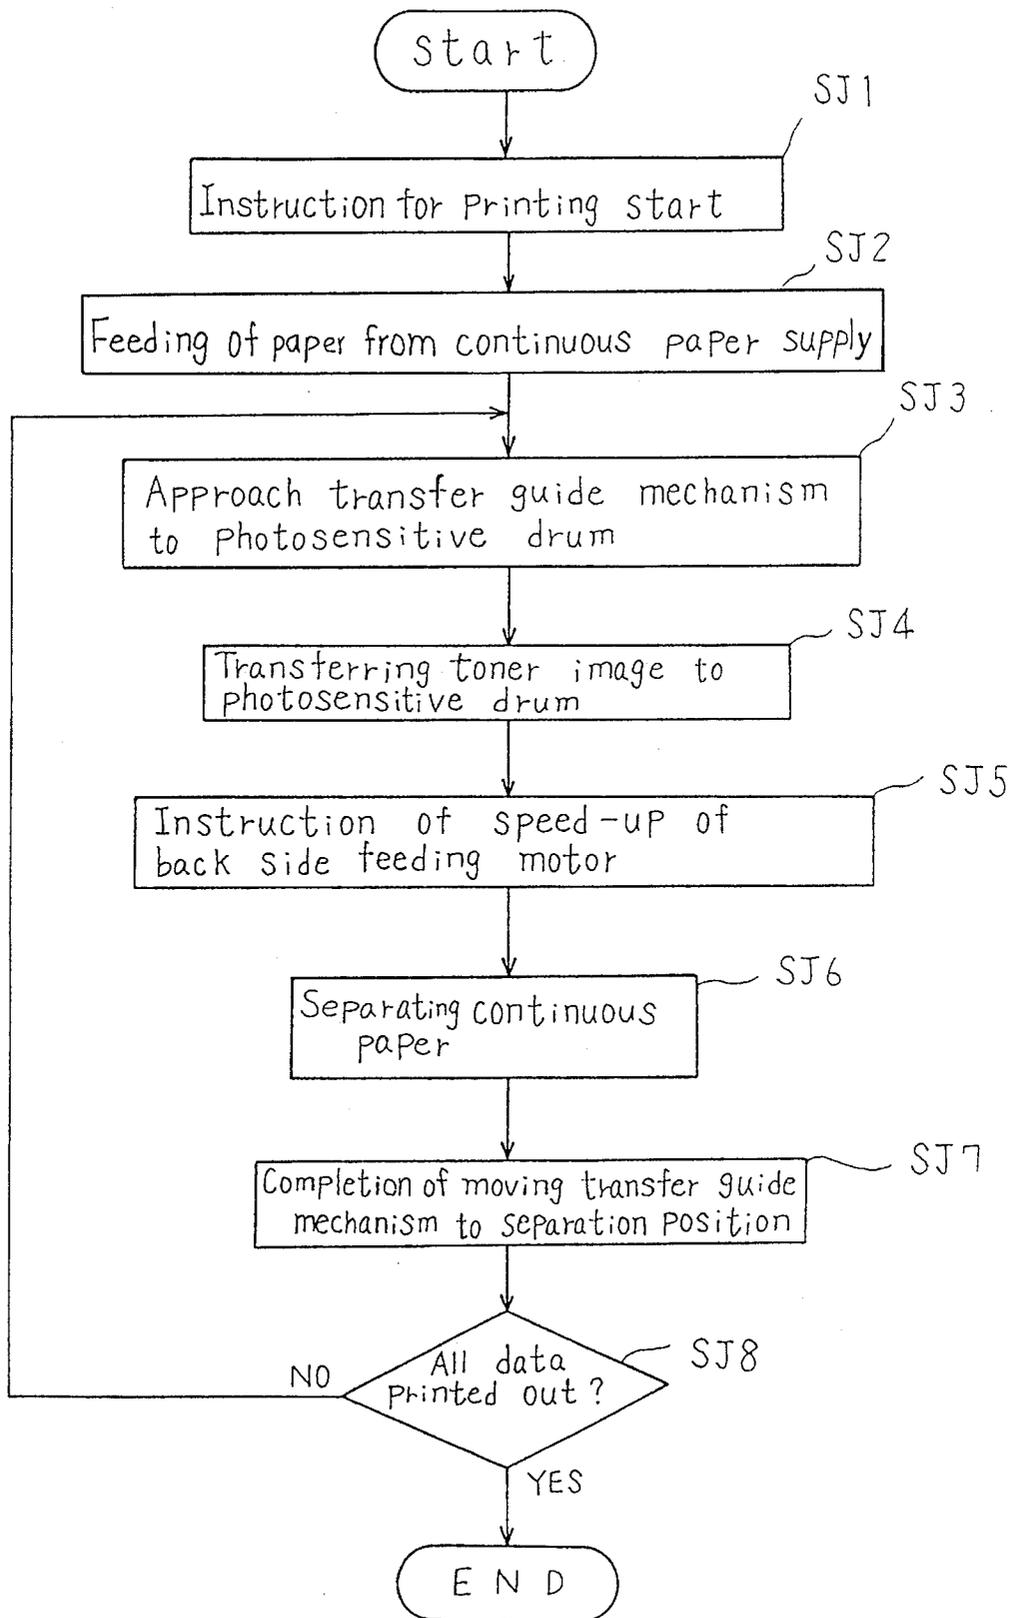 Start
SJ1
Instruction for printing start
SJ2
Feeding of paper from continuous paper supply
SJ3
Approach transfer guide mechanism
to photosensitive drum
SJ4
Transferring toner image to
photosensitive drum
SJ5
Instruction of speed-up of
back side feeding motor
SJ6
Separating continuous
paper
SJ7
Completion of moving transfer guide
mechanism to separation position
SJ8
All data
printed out?
NO
YES
END